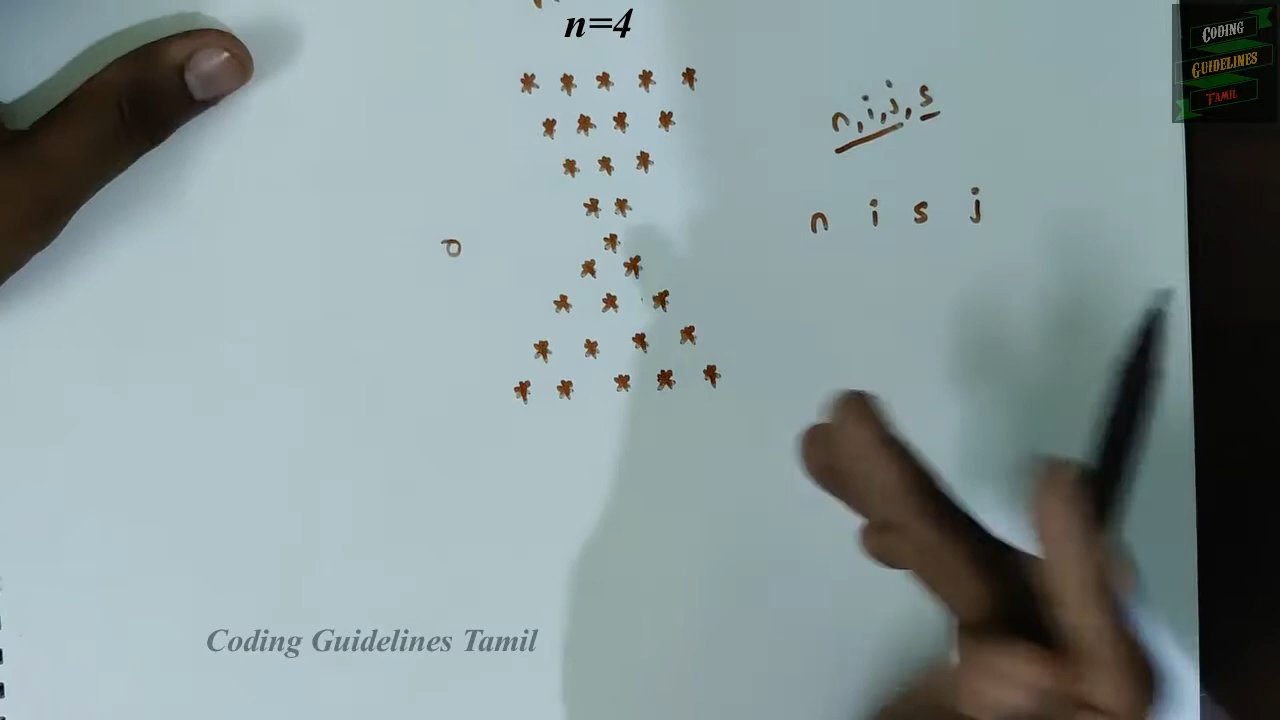 n=4
* * * * *
* * * *
* * *
* *
*
* *
* * *
* * * *
* * * * *
o
n,i,j,s
n i s j
CODING
GUIDELINES
TAMIL
Coding Guidelines Tamil